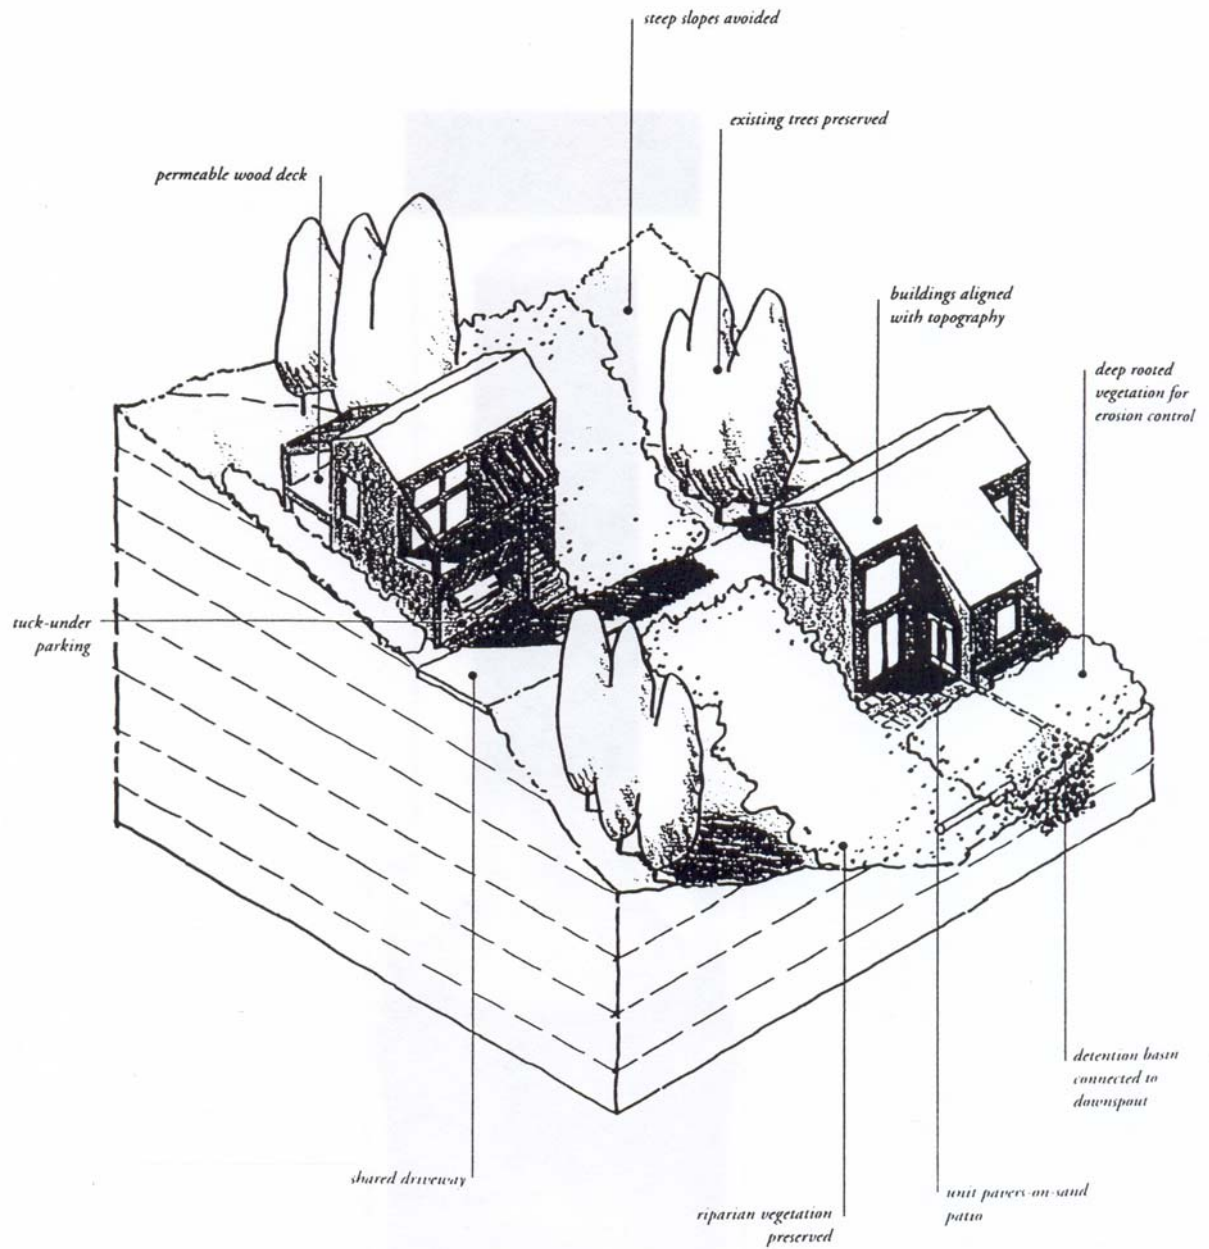 steep slopes avoided
existing trees preserved
permeable wood deck
buildings aligned
with topography
deep rooted
vegetation for
erosion control
tuck-under
parking
detention basin
connected to
downspout
shared driveway
unit pavers-on-sand
patio
riparian vegetation
preserved